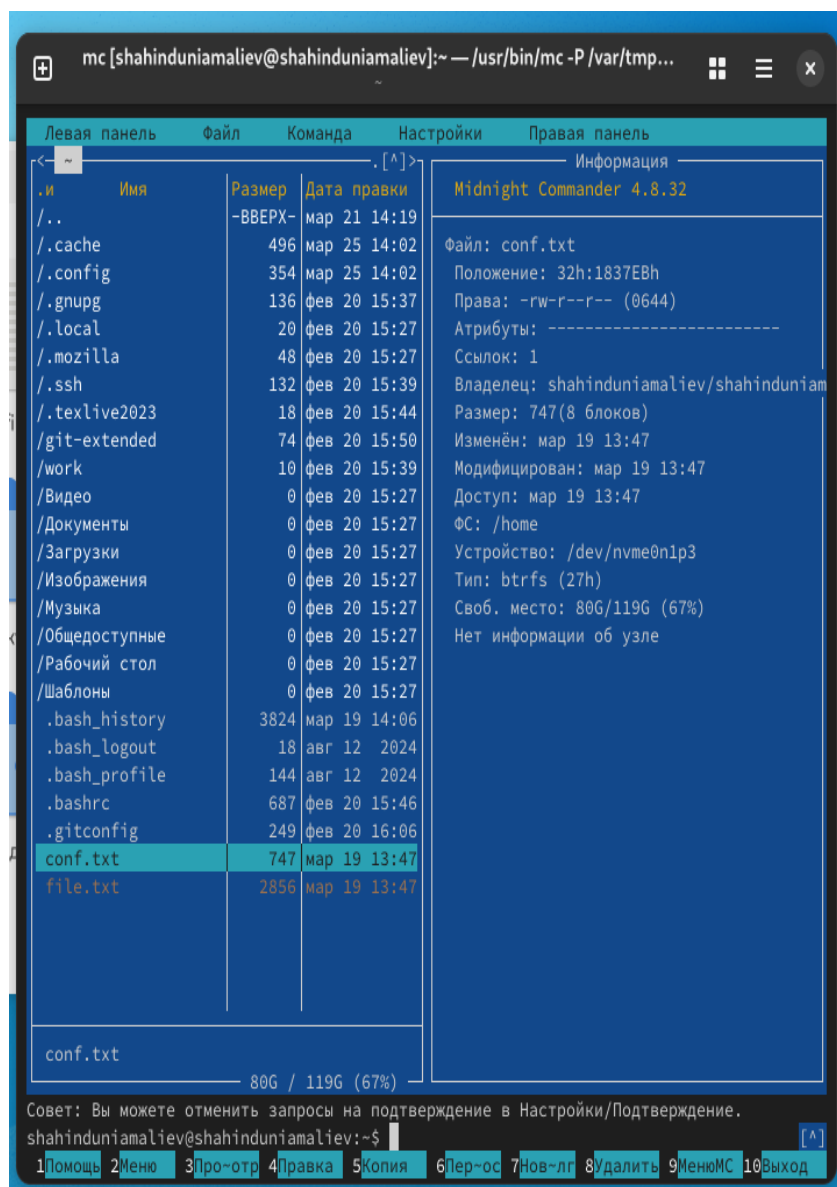 mc [shahinduniamaliev@shahinduniamaliev]:~ — /usr/bin/mc -P /var/tmp...
~
Левая панель Файл Команда Настройки Правая панель
<— ~ .[^]>
.и Имя Размер Дата правки
/.. -ВВЕРХ- мар 21 14:19
/.cache 496 мар 25 14:02
/.config 354 мар 25 14:02
/.gnupg 136 фев 20 15:37
/.local 20 фев 20 15:27
/.mozilla 48 фев 20 15:27
/.ssh 132 фев 20 15:39
/.texlive2023 18 фев 20 15:44
/git-extended 74 фев 20 15:50
/work 10 фев 20 15:39
/Видео 0 фев 20 15:27
/Документы 0 фев 20 15:27
/Загрузки 0 фев 20 15:27
/Изображения 0 фев 20 15:27
/Музыка 0 фев 20 15:27
/Общедоступные 0 фев 20 15:27
/Рабочий стол 0 фев 20 15:27
/Шаблоны 0 фев 20 15:27
.bash_history 3824 мар 19 14:06
.bash_logout 18 авг 12 2024
.bash_profile 144 авг 12 2024
.bashrc 687 фев 20 15:46
.gitconfig 249 фев 20 16:06
conf.txt 747 мар 19 13:47
file.txt 2856 мар 19 13:47
conf.txt
80G / 119G (67%)
Информация
Midnight Commander 4.8.32
Файл: conf.txt
Положение: 32h:1837EBh
Права: -rw-r--r-- (0644)
Атрибуты: -------------------------
Ссылок: 1
Владелец: shahinduniamaliev/shahinduniam
Размер: 747(8 блоков)
Изменён: мар 19 13:47
Модифицирован: мар 19 13:47
Доступ: мар 19 13:47
ФС: /home
Устройство: /dev/nvme0n1p3
Тип: btrfs (27h)
Своб. место: 80G/119G (67%)
Нет информации об узле
Совет: Вы можете отменить запросы на подтверждение в Настройки/Подтверждение.
shahinduniamaliev@shahinduniamaliev:~$ [^]
1Помощь 2Меню 3Про~отр 4Правка 5Копия 6Пер~ос 7Нов~лг 8Удалить 9МенюMC 10Выход